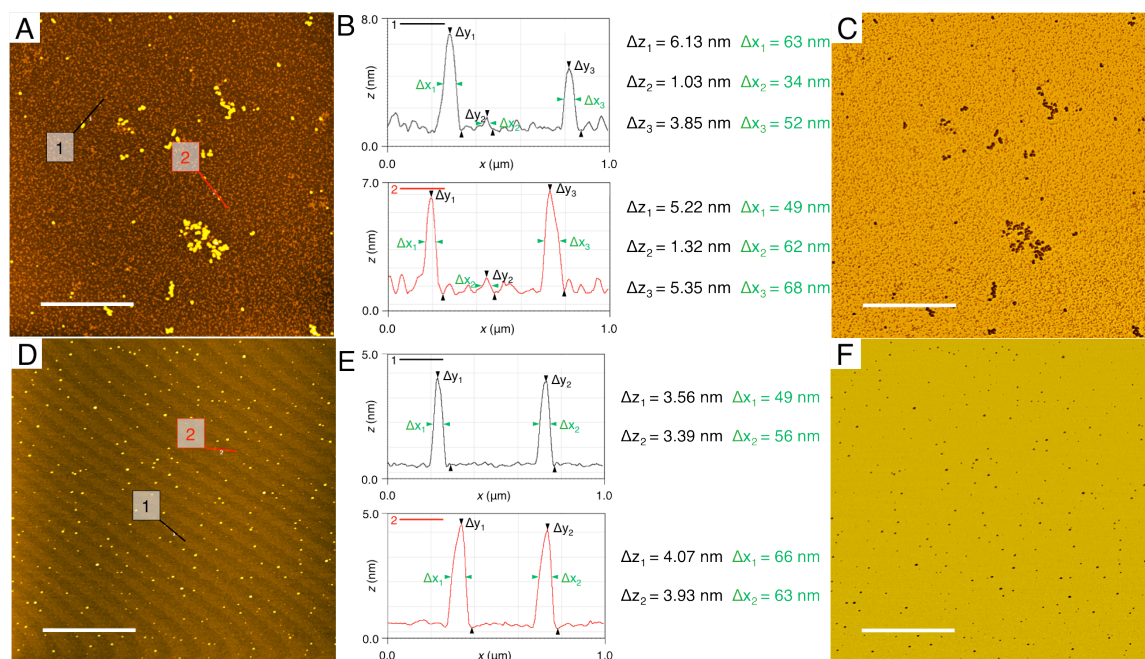 A
1
2
B
8.0
1
Δy₁
Δy₃
Δx₁
Δx₃
Δy₂
Δx₂
z (nm)
0.0
0.0
1.0
x (μm)
Δz₁ = 6.13 nm Δx₁ = 63 nm
Δz₂ = 1.03 nm Δx₂ = 34 nm
Δz₃ = 3.85 nm Δx₃ = 52 nm
7.0
2
Δy₁
Δy₃
Δx₁
Δx₃
Δx₂
Δy₂
z (nm)
0.0
0.0
1.0
x (μm)
Δz₁ = 5.22 nm Δx₁ = 49 nm
Δz₂ = 1.32 nm Δx₂ = 62 nm
Δz₃ = 5.35 nm Δx₃ = 68 nm
C
D
2
2
1
E
5.0
1
Δy₁
Δy₂
Δx₁
Δx₂
z (nm)
0.0
0.0
1.0
x (μm)
Δz₁ = 3.56 nm Δx₁ = 49 nm
Δz₂ = 3.39 nm Δx₂ = 56 nm
5.0
2
Δy₁
Δy₂
Δx₁
Δx₂
z (nm)
0.0
0.0
1.0
x (μm)
Δz₁ = 4.07 nm Δx₁ = 66 nm
Δz₂ = 3.93 nm Δx₂ = 63 nm
F